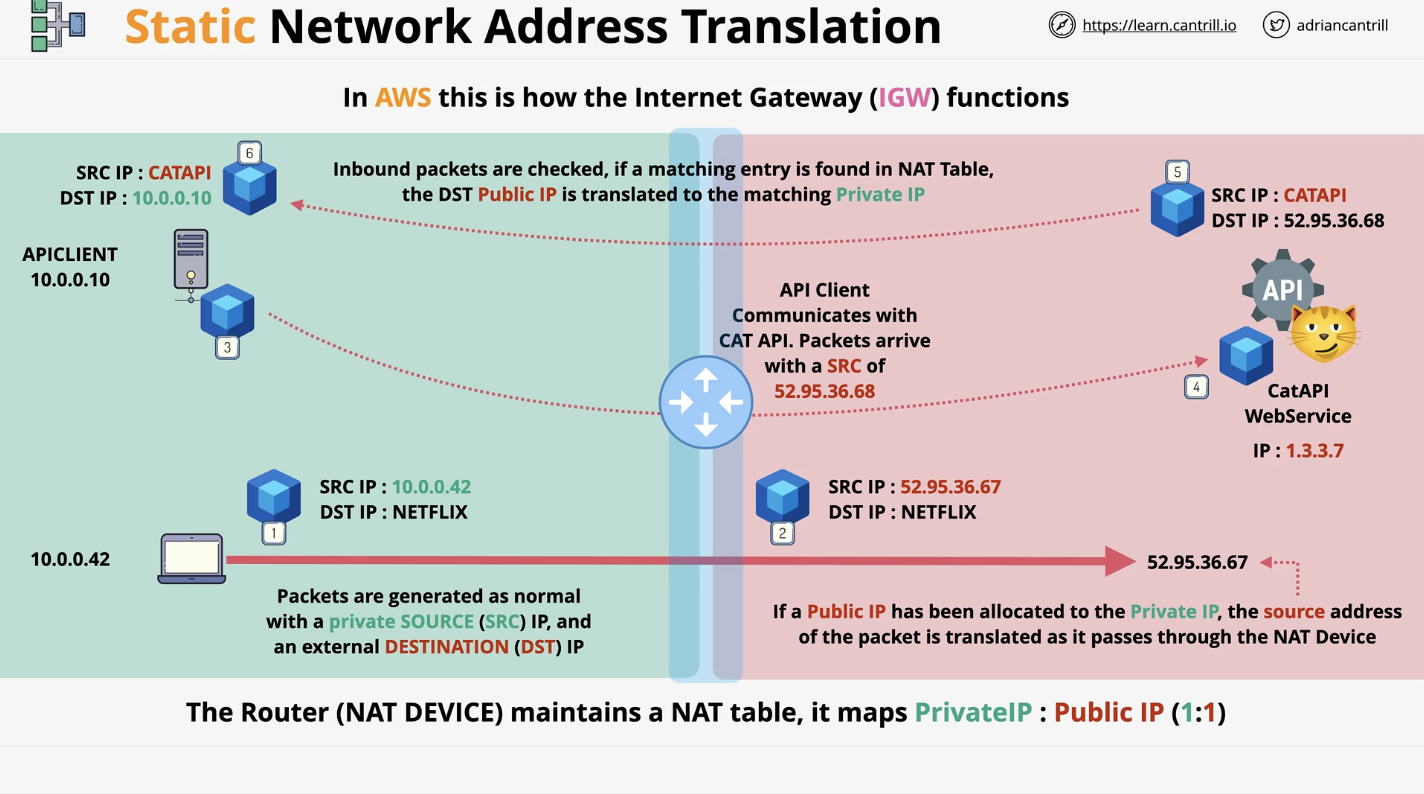 Static Network Address Translation
https://learn.cantrill.io
adriancantrill
In AWS this is how the Internet Gateway (IGW) functions
6
SRC IP : CATAPI
DST IP : 10.0.0.10
Inbound packets are checked, if a matching entry is found in NAT Table,
the DST Public IP is translated to the matching Private IP
5
SRC IP : CATAPI
DST IP : 52.95.36.68
APICLIENT
10.0.0.10
3
API Client
Communicates with
CAT API. Packets arrive
with a SRC of
52.95.36.68
API
4
CatAPI
WebService
IP : 1.3.3.7
1
SRC IP : 10.0.0.42
DST IP : NETFLIX
2
SRC IP : 52.95.36.67
DST IP : NETFLIX
10.0.0.42
52.95.36.67
Packets are generated as normal
with a private SOURCE (SRC) IP, and
an external DESTINATION (DST) IP
If a Public IP has been allocated to the Private IP, the source address
of the packet is translated as it passes through the NAT Device
The Router (NAT DEVICE) maintains a NAT table, it maps PrivateIP : Public IP (1:1)